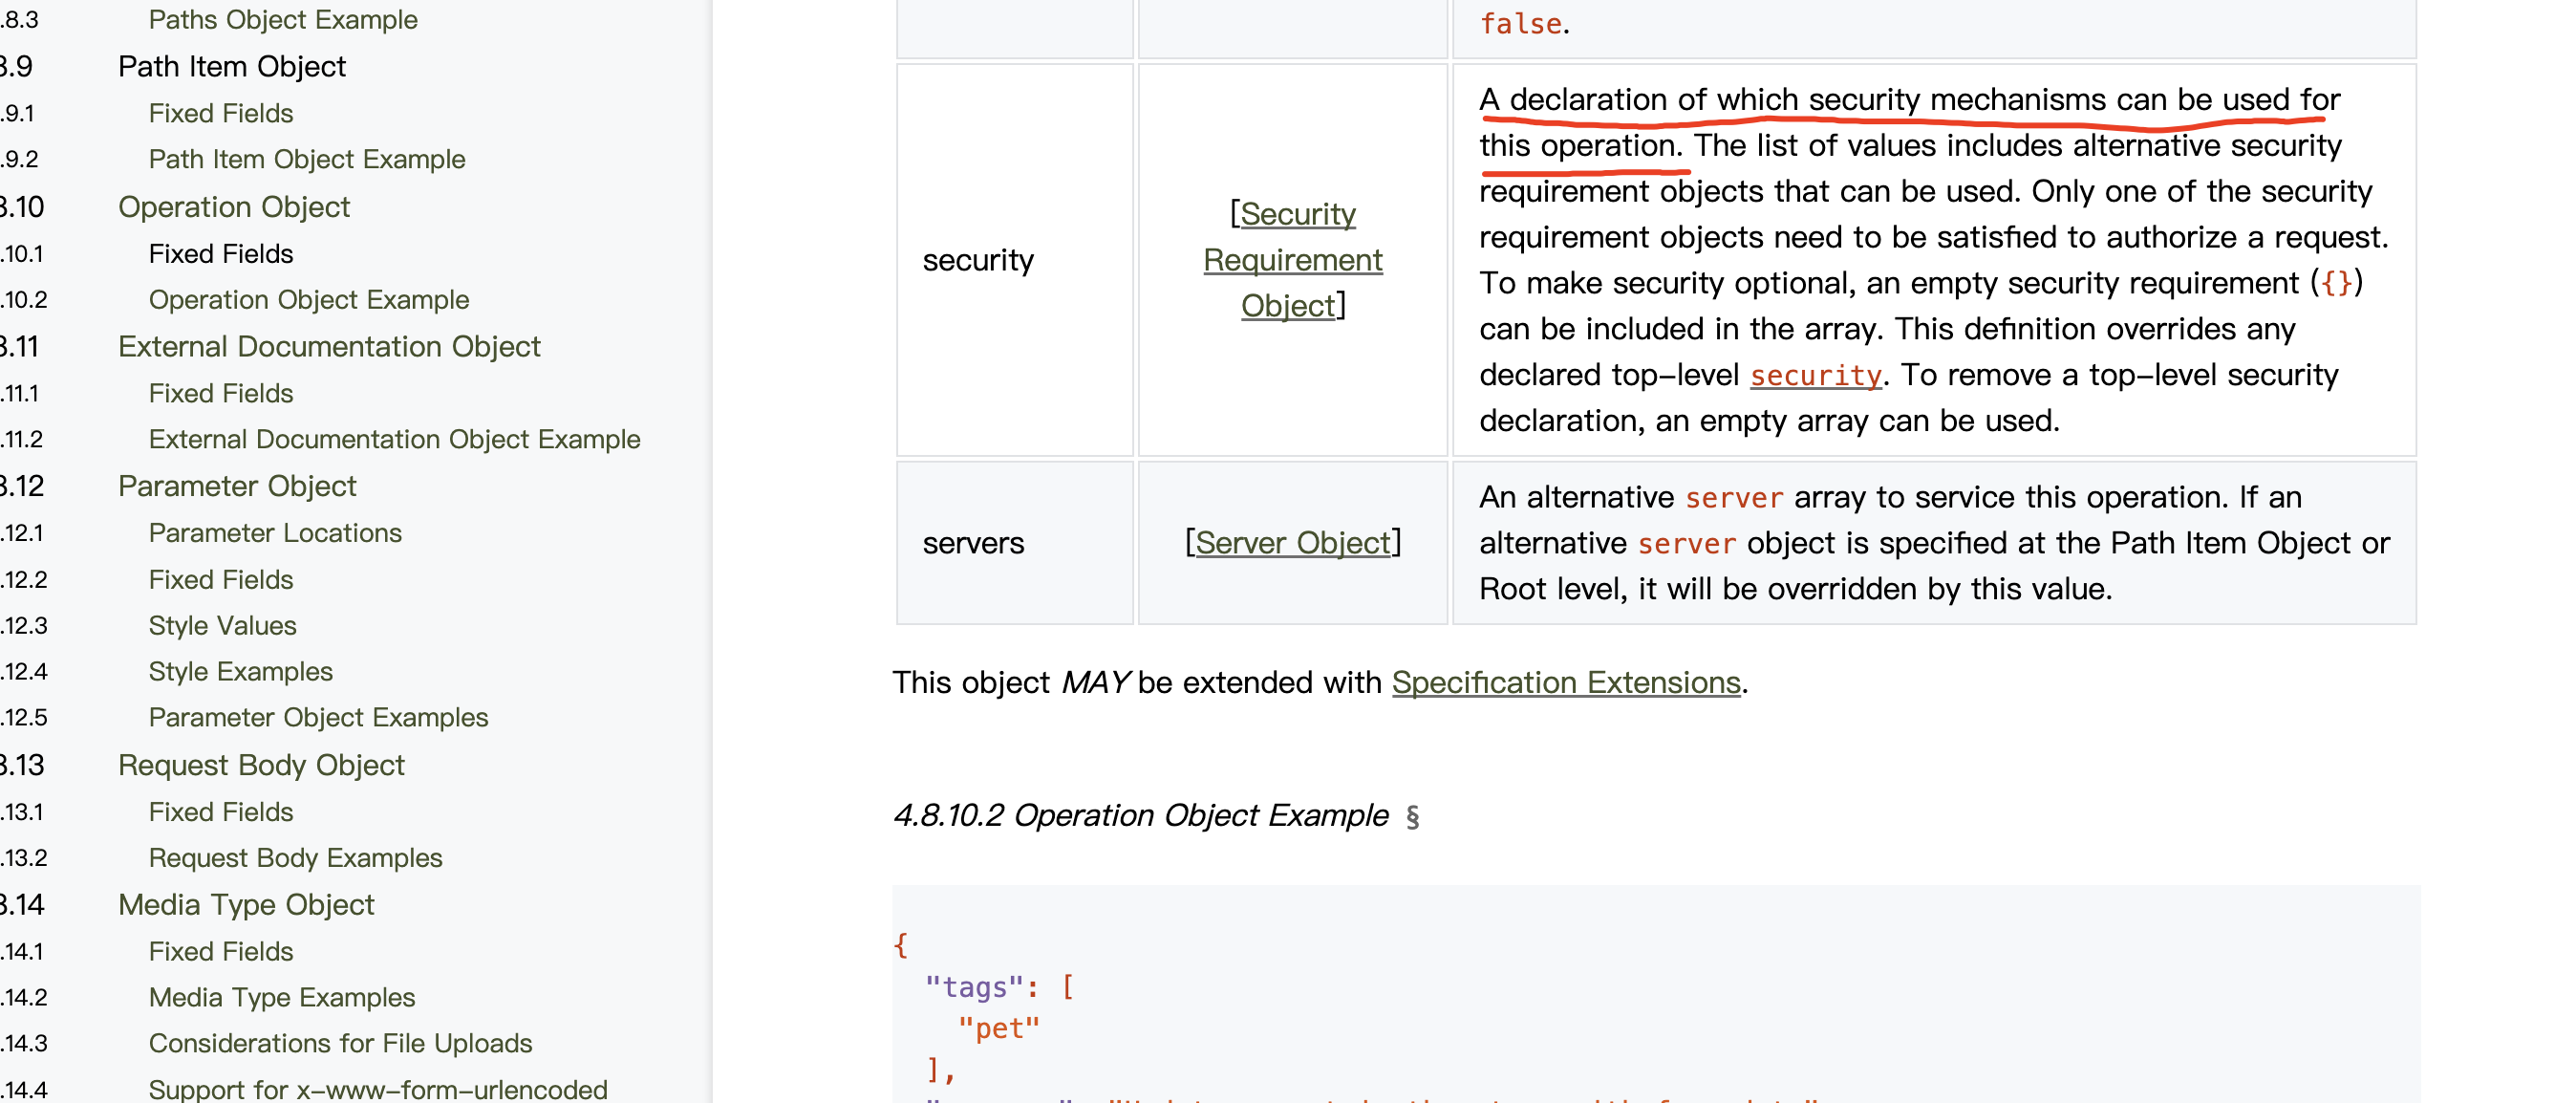 .8.3 Paths Object Example
3.9 Path Item Object
.9.1 Fixed Fields
.9.2 Path Item Object Example
3.10 Operation Object
.10.1 Fixed Fields
.10.2 Operation Object Example
3.11 External Documentation Object
.11.1 Fixed Fields
.11.2 External Documentation Object Example
3.12 Parameter Object
.12.1 Parameter Locations
.12.2 Fixed Fields
.12.3 Style Values
.12.4 Style Examples
.12.5 Parameter Object Examples
3.13 Request Body Object
.13.1 Fixed Fields
.13.2 Request Body Examples
3.14 Media Type Object
.14.1 Fixed Fields
.14.2 Media Type Examples
.14.3 Considerations for File Uploads
.14.4 Support for x-www-form-urlencoded
false.
security
[Security
Requirement
Object]
A declaration of which security mechanisms can be used for
this operation. The list of values includes alternative security
requirement objects that can be used. Only one of the security
requirement objects need to be satisfied to authorize a request.
To make security optional, an empty security requirement ({})
can be included in the array. This definition overrides any
declared top-level security. To remove a top-level security
declaration, an empty array can be used.
servers
[Server Object]
An alternative server array to service this operation. If an
alternative server object is specified at the Path Item Object or
Root level, it will be overridden by this value.
This object MAY be extended with Specification Extensions.
4.8.10.2 Operation Object Example §
{
"tags": [
"pet"
],